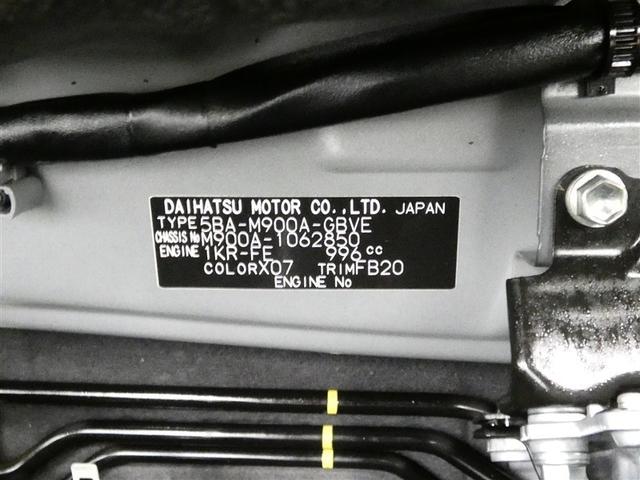 DAIHATSU MOTOR CO.,LTD. JAPAN
TYPE 5BA-M900A-GBVE
CHASSIS No M900A-1062850
ENGINE 1KR-FE 996 cc
COLOR X07 TRIM FB20
ENGINE No